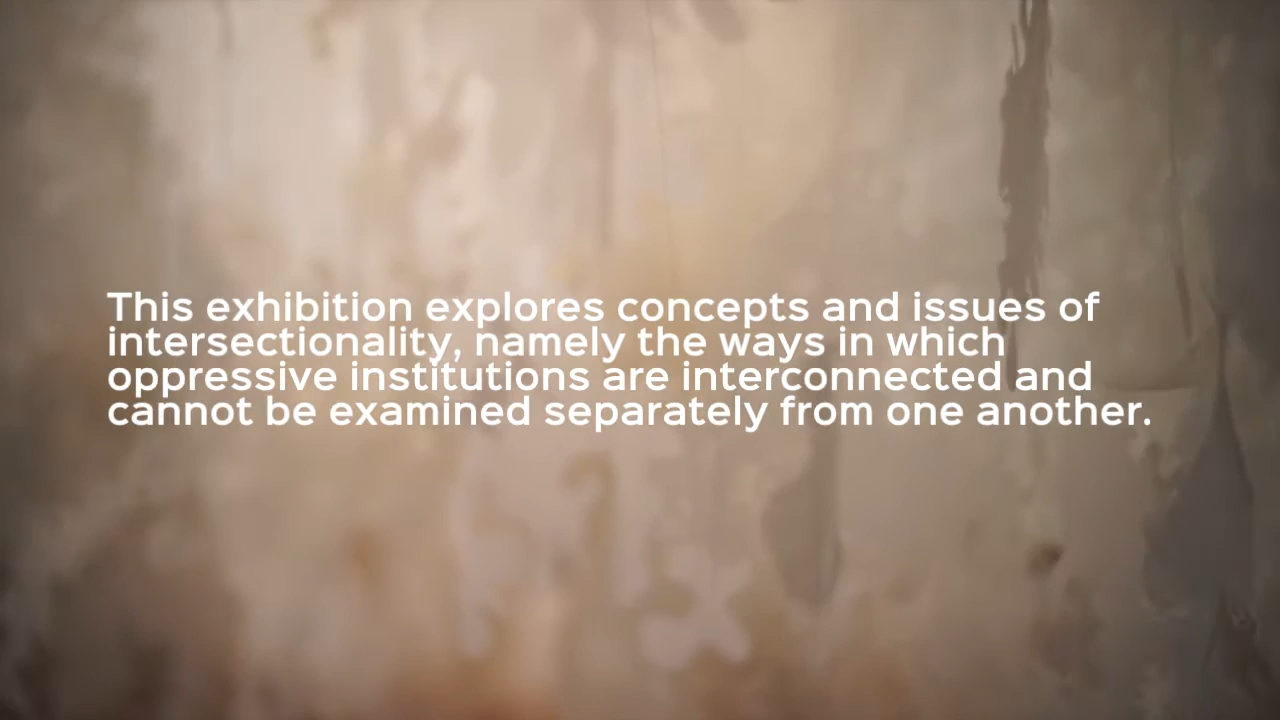 This exhibition explores concepts and issues of
intersectionality, namely the ways in which
oppressive institutions are interconnected and
cannot be examined separately from one another.